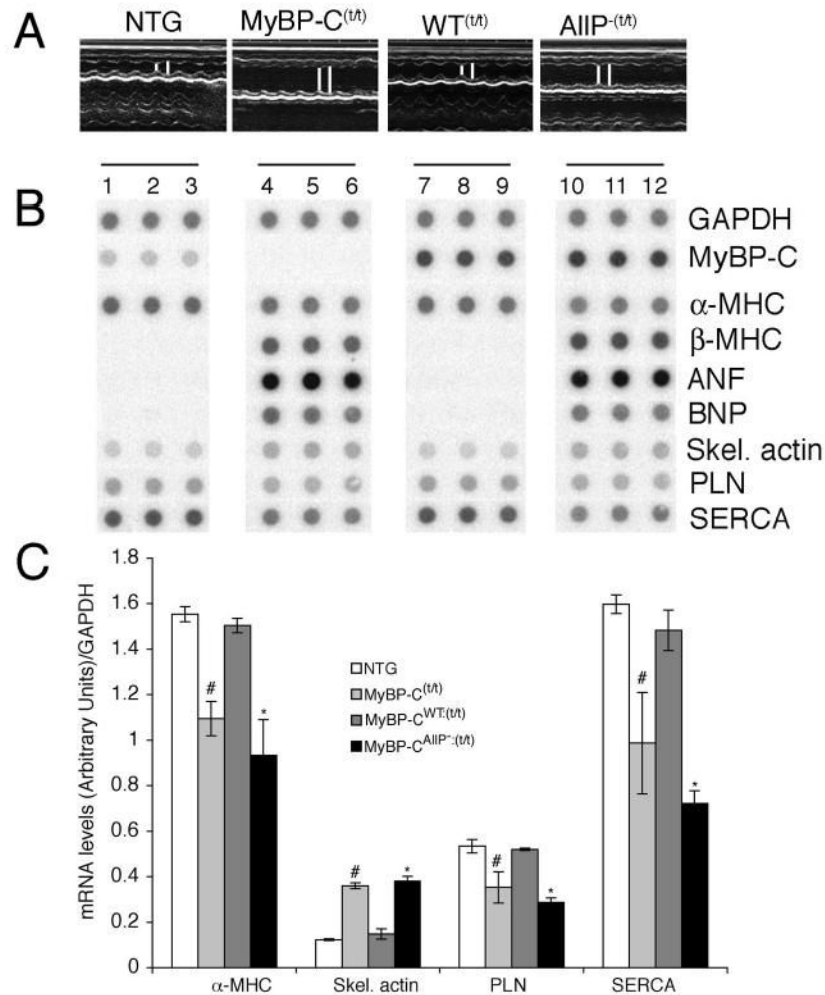 A
NTG MyBP-C(t/t) WT(t/t) AllP-(t/t)
B
1 2 3 4 5 6 7 8 9 10 11 12
GAPDH
MyBP-C
α-MHC
β-MHC
ANF
BNP
Skel. actin
PLN
SERCA
C
mRNA levels (Arbitrary Units)/GAPDH
1.8
1.6
1.4
1.2
1
0.8
0.6
0.4
0.2
0
NTG
MyBP-C(t/t)
MyBP-CWT:(t/t)
MyBP-CAllP-:(t/t)
# *
# *
# *
# *
α-MHC Skel. actin PLN SERCA